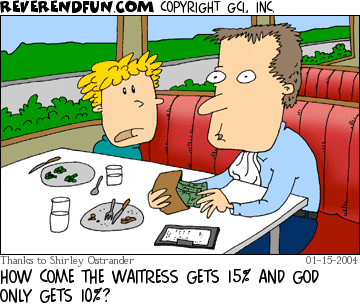 REVERENDFUN.COM COPYRIGHT GCI, INC.
Thanks to Shirley Ostrander 01-15-2004
HOW COME THE WAITRESS GETS 15% AND GOD
ONLY GETS 10%?